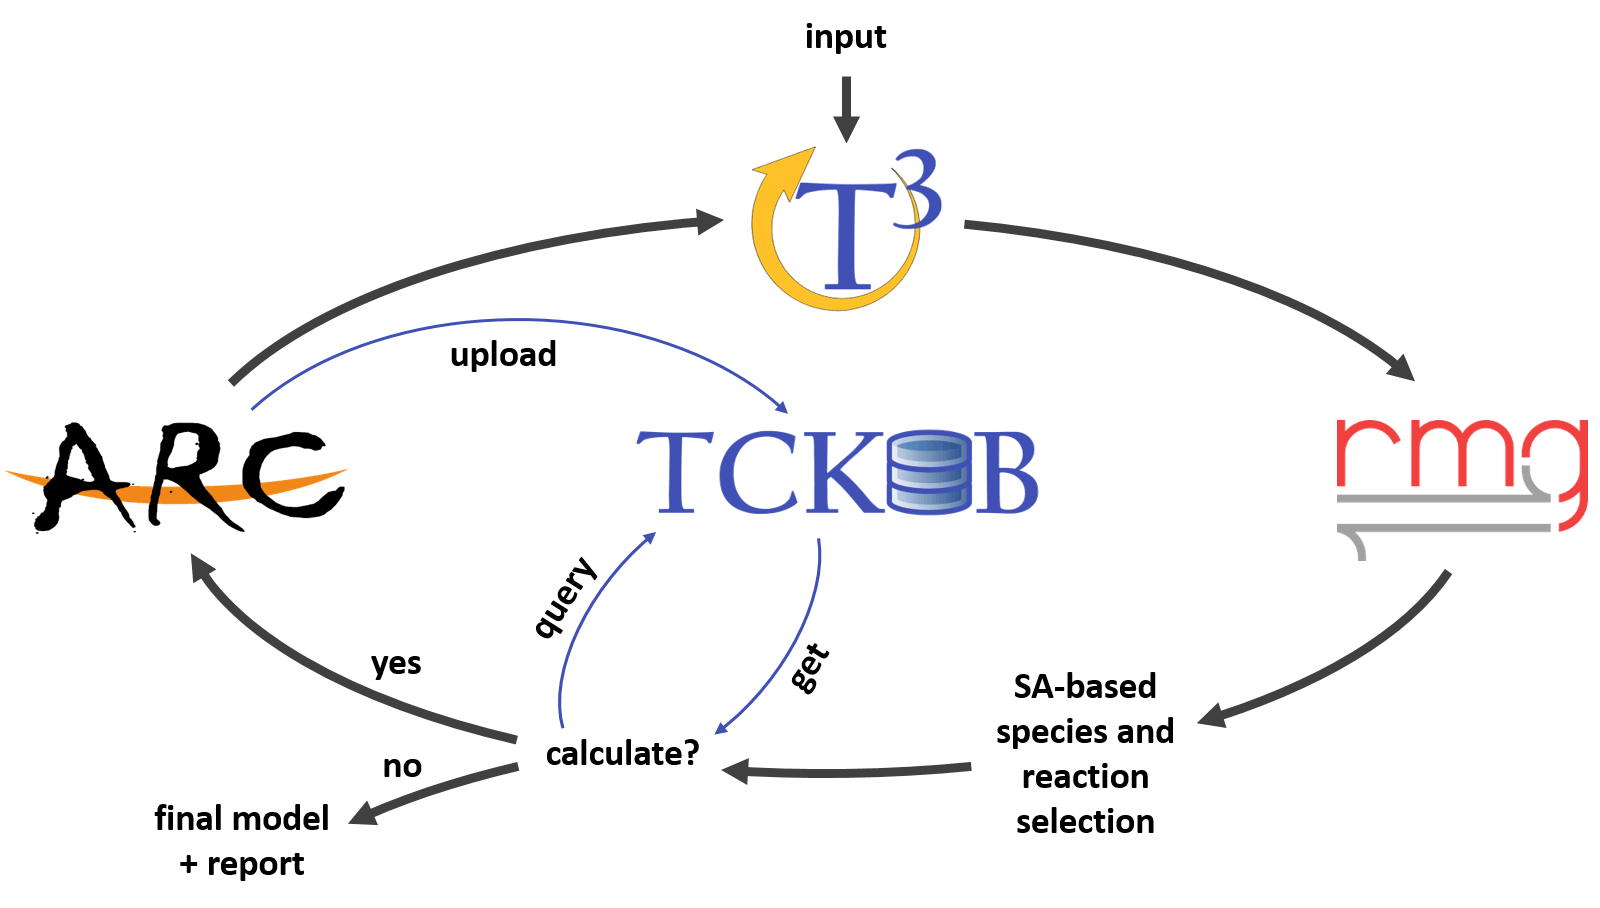 input
T³
upload
ARC
TCKDB
rmg
query
get
yes
SA-based
species and
reaction
selection
calculate?
no
final model
+ report